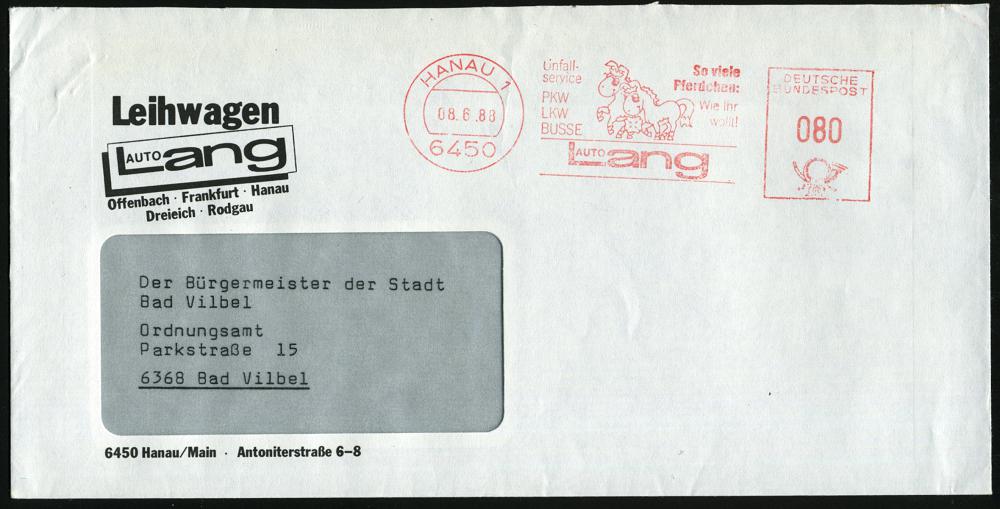 HANAU 1
08.6.88
6450
Unfall-
service
PKW
LKW
BUSSE
So viele
Pferdchen:
Wie Ihr
wollt!
AUTO Lang
DEUTSCHE
BUNDESPOST
080
Leihwagen
AUTO Lang
Offenbach · Frankfurt · Hanau
Dreieich · Rodgau
Der Bürgermeister der Stadt
Bad Vilbel
Ordnungsamt
Parkstraße 15
6368 Bad Vilbel
6450 Hanau/Main · Antoniterstraße 6–8